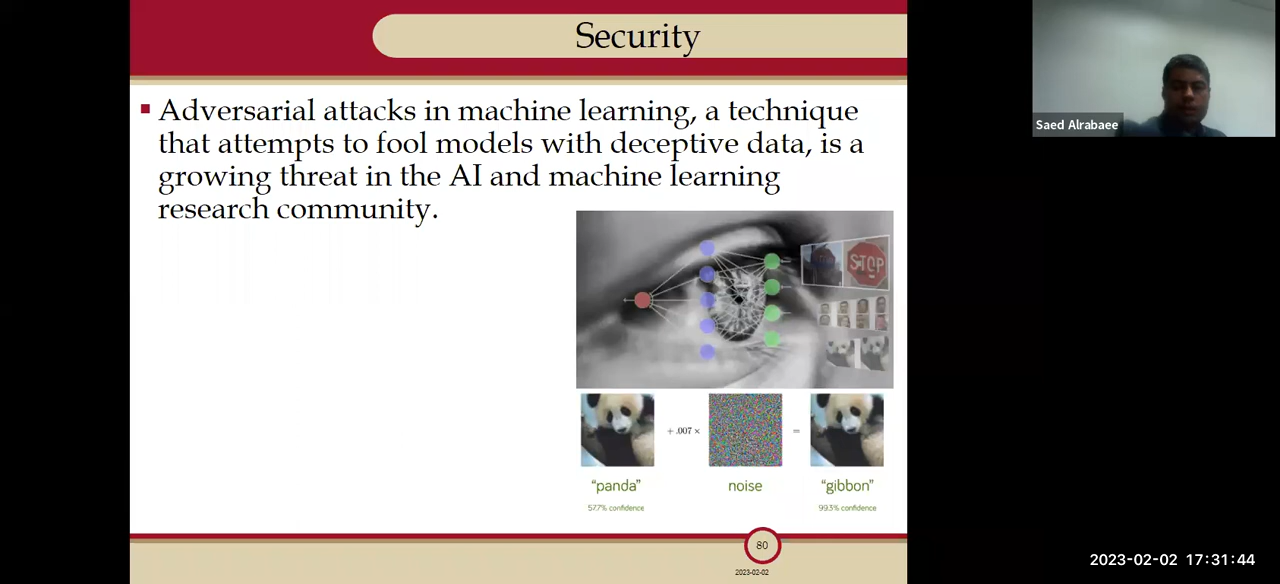 Security
Adversarial attacks in machine learning, a technique
that attempts to fool models with deceptive data, is a
growing threat in the AI and machine learning
research community.
STOP
+ .007 ×
=
"panda"
noise
"gibbon"
57.7% confidence
99.3% confidence
80
2023-02-02
Saed Alrabaee
2023-02-02 17:31:44